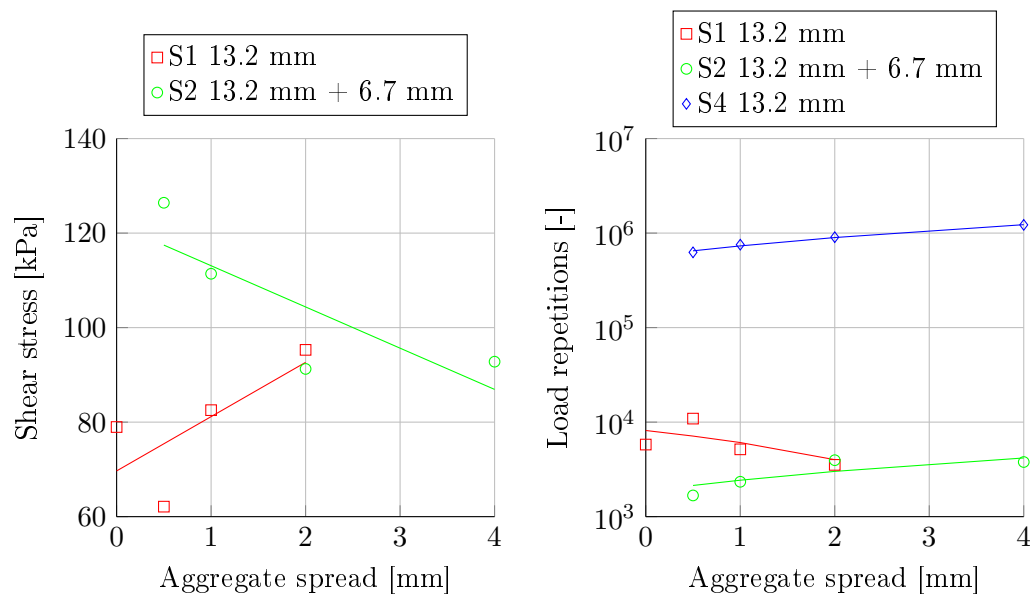 S1 13.2 mm
S2 13.2 mm + 6.7 mm
140
120
100
80
60
0 1 2 3 4
Shear stress [kPa]
Aggregate spread [mm]
S1 13.2 mm
S2 13.2 mm + 6.7 mm
S4 13.2 mm
10^7
10^6
10^5
10^4
10^3
0 1 2 3 4
Load repetitions [-]
Aggregate spread [mm]